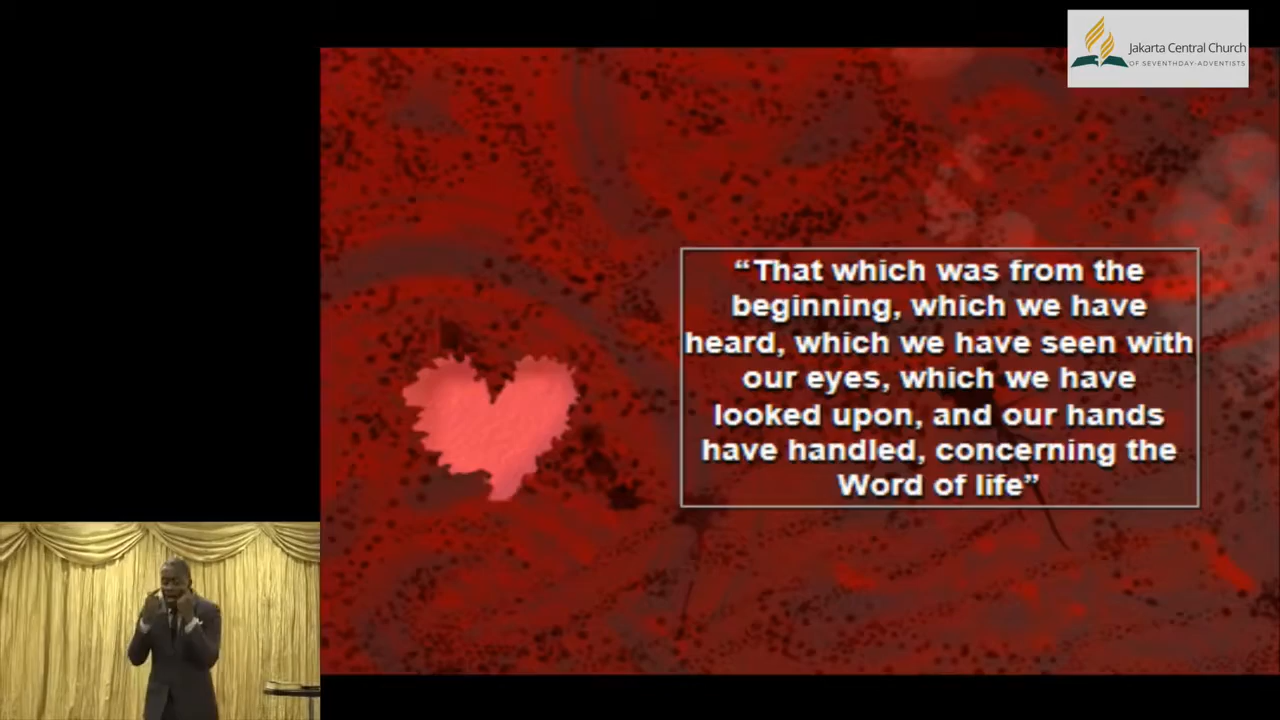 Jakarta Central Church
OF SEVENTHDAY-ADVENTISTS
“That which was from the
beginning, which we have
heard, which we have seen with
our eyes, which we have
looked upon, and our hands
have handled, concerning the
Word of life”